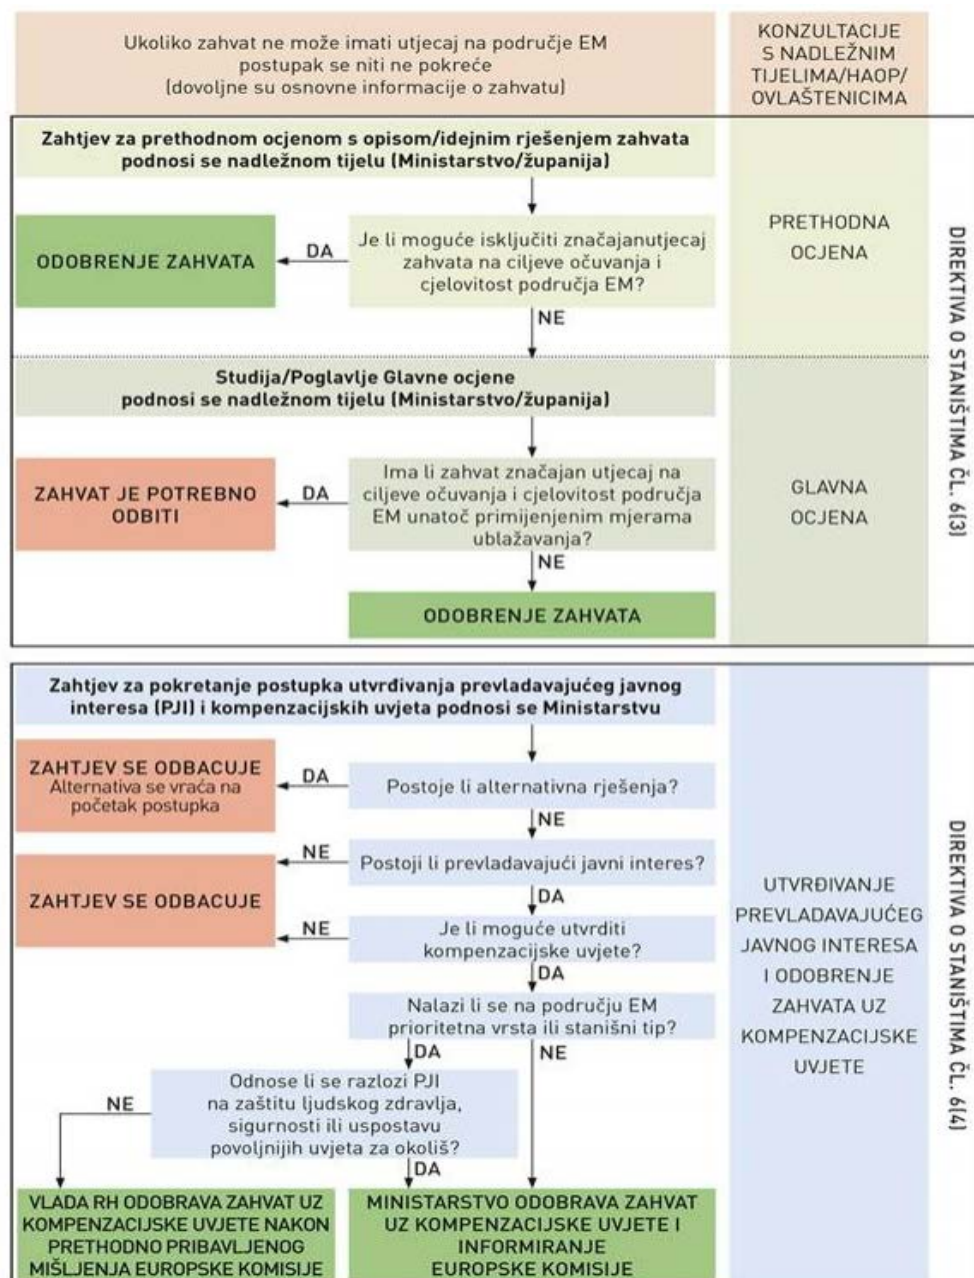 Ukoliko zahvat ne može imati utjecaj na područje EM
postupak se niti ne pokreće
(dovoljne su osnovne informacije o zahvatu)
KONZULTACIJE
S NADLEŽNIM
TIJELIMA/HAOP/
OVLAŠTENICIMA
Zahtjev za prethodnom ocjenom s opisom/idejnim rješenjem zahvata
podnosi se nadležnom tijelu (Ministarstvo/županija)
ODOBRENJE ZAHVATA
DA
Je li moguće isključiti značajanutjecaj
zahvata na ciljeve očuvanja i
cjelovitost područja EM?
NE
PRETHODNA
OCJENA
Studija/Poglavlje Glavne ocjene
podnosi se nadležnom tijelu (Ministarstvo/županija)
ZAHVAT JE POTREBNO
ODBITI
DA
Ima li zahvat značajan utjecaj na
ciljeve očuvanja i cjelovitost područja
EM unatoč primijenjenim mjerama
ublažavanja?
NE
ODOBRENJE ZAHVATA
GLAVNA
OCJENA
DIREKTIVA O STANIŠTIMA ČL. 6(3)
Zahtjev za pokretanje postupka utvrđivanja prevladavajućeg javnog
interesa (PJI) i kompenzacijskih uvjeta podnosi se Ministarstvu
ZAHTJEV SE ODBACUJE
Alternativa se vraća na
početak postupka
DA
Postoje li alternativna rješenja?
NE
ZAHTJEV SE ODBACUJE
NE
Postoji li prevladavajući javni interes?
DA
NE
Je li moguće utvrditi
kompenzacijske uvjete?
DA
Nalazi li se na području EM
prioritetna vrsta ili stanišni tip?
DA
NE
NE
Odnose li se razlozi PJI
na zaštitu ljudskog zdravlja,
sigurnosti ili uspostavu
povoljnijih uvjeta za okoliš?
DA
VLADA RH ODOBRAVA ZAHVAT UZ
KOMPENZACIJSKE UVJETE NAKON
PRETHODNO PRIBAVLJENOG
MIŠLJENJA EUROPSKE KOMISIJE
MINISTARSTVO ODOBRAVA ZAHVAT
UZ KOMPENZACIJSKE UVJETE I
INFORMIRANJE
EUROPSKE KOMISIJE
UTVRĐIVANJE
PREVLADAVAJUĆEG
JAVNOG INTERESA
I ODOBRENJE
ZAHVATA UZ
KOMPENZACIJSKE
UVJETE
DIREKTIVA O STANIŠTIMA ČL. 6(4)